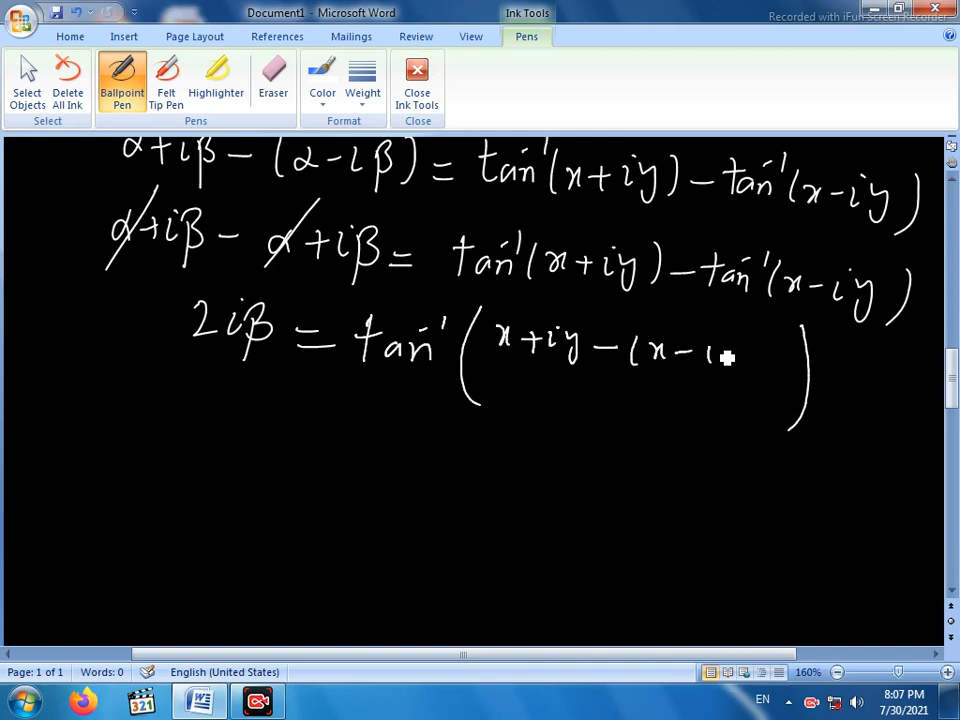 Document1 - Microsoft Word
Ink Tools
Recorded with iFun Screen Recorder
Home Insert Page Layout References Mailings Review View Pens
Select Objects
Delete All Ink
Ballpoint Pen
Felt Tip Pen
Highlighter
Eraser
Color
Weight
Close Ink Tools
Select Pens Format Close
α+iβ − (α−iβ) = tan⁻¹(x+iy) − tan⁻¹(x−iy)
α+iβ − α+iβ = tan⁻¹(x+iy) − tan⁻¹(x−iy)
2iβ = tan⁻¹(x+iy − (x − i )
Page: 1 of 1 Words: 0 English (United States) 160%
321 EN 8:07 PM
7/30/2021